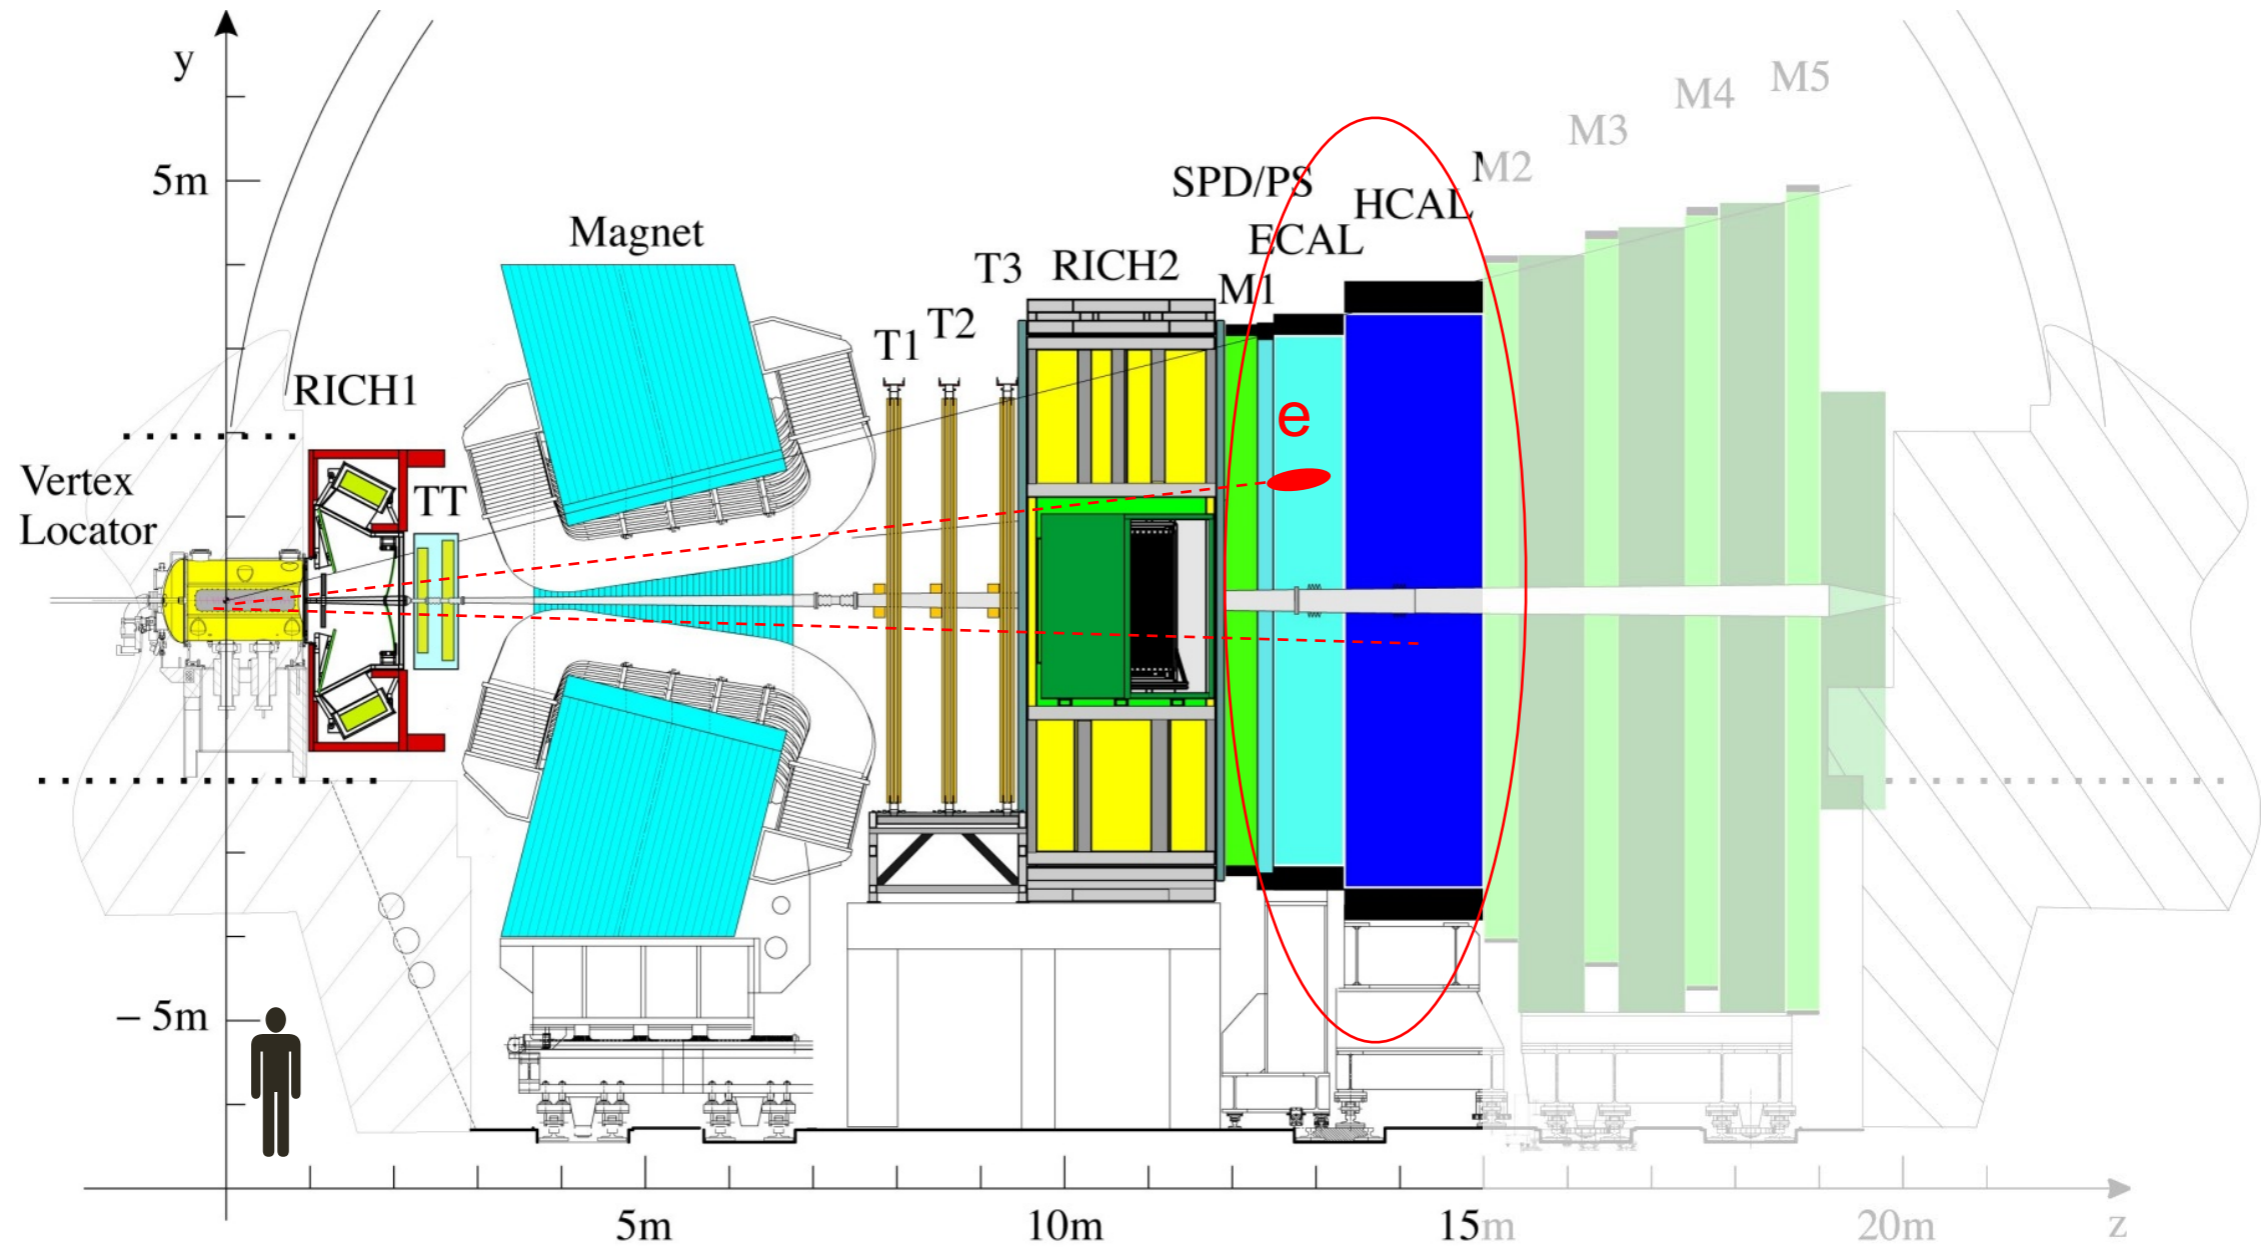 y
M5
M4
M3
M2
5m
SPD/PS
HCAL
ECAL
Magnet
T3
RICH2
M1
T2
T1
RICH1
e
Vertex
Locator
TT
− 5m
5m
10m
15m
20m
z